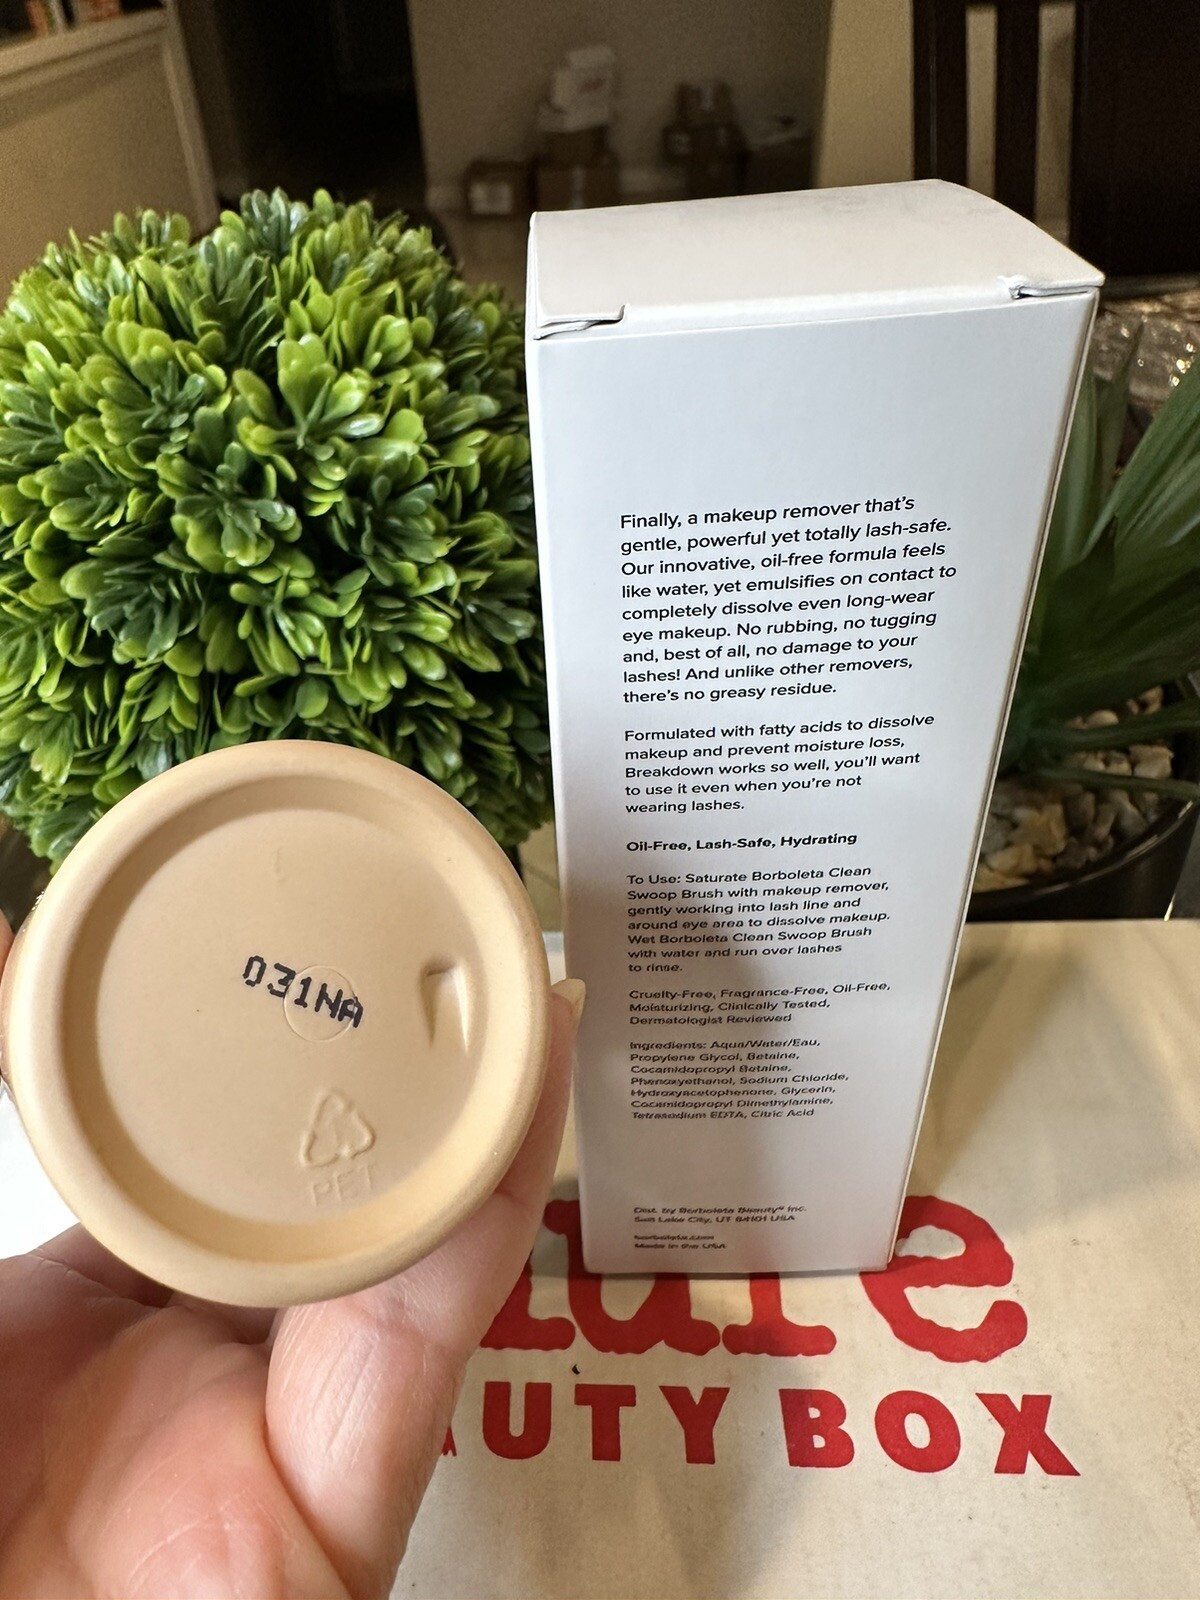 Finally, a makeup remover that's
gentle, powerful yet totally lash-safe.
Our innovative, oil-free formula feels
like water, yet emulsifies on contact to
completely dissolve even long-wear
eye makeup. No rubbing, no tugging
and, best of all, no damage to your
lashes! And unlike other removers,
there's no greasy residue.
Formulated with fatty acids to dissolve
makeup and prevent moisture loss,
Breakdown works so well, you'll want
to use it even when you're not
wearing lashes.
Oil-Free, Lash-Safe, Hydrating
To Use: Saturate Borboleta Clean
Swoop Brush with makeup remover,
gently working into lash line and
around eye area to dissolve makeup.
Wet Borboleta Clean Swoop Brush
with water and run over lashes
to rinse.
Cruelty-Free, Fragrance-Free, Oil-Free,
Moisturizing, Clinically Tested,
Dermatologist Reviewed
Ingredients: Aqua/Water/Eau,
Propylene Glycol, Betaine,
Cocamidopropyl Betaine,
Phenoxyethanol, Sodium Chloride,
Hydroxyacetophenone, Glycerin,
Cocamidopropyl Dimethylamine,
Tetrasodium EDTA, Citric Acid
Dist. by Borboleta Beauty® Inc.
Salt Lake City, UT 84101 USA
borboleta.com
Made in the USA
031NA
PET
ure
AUTY BOX